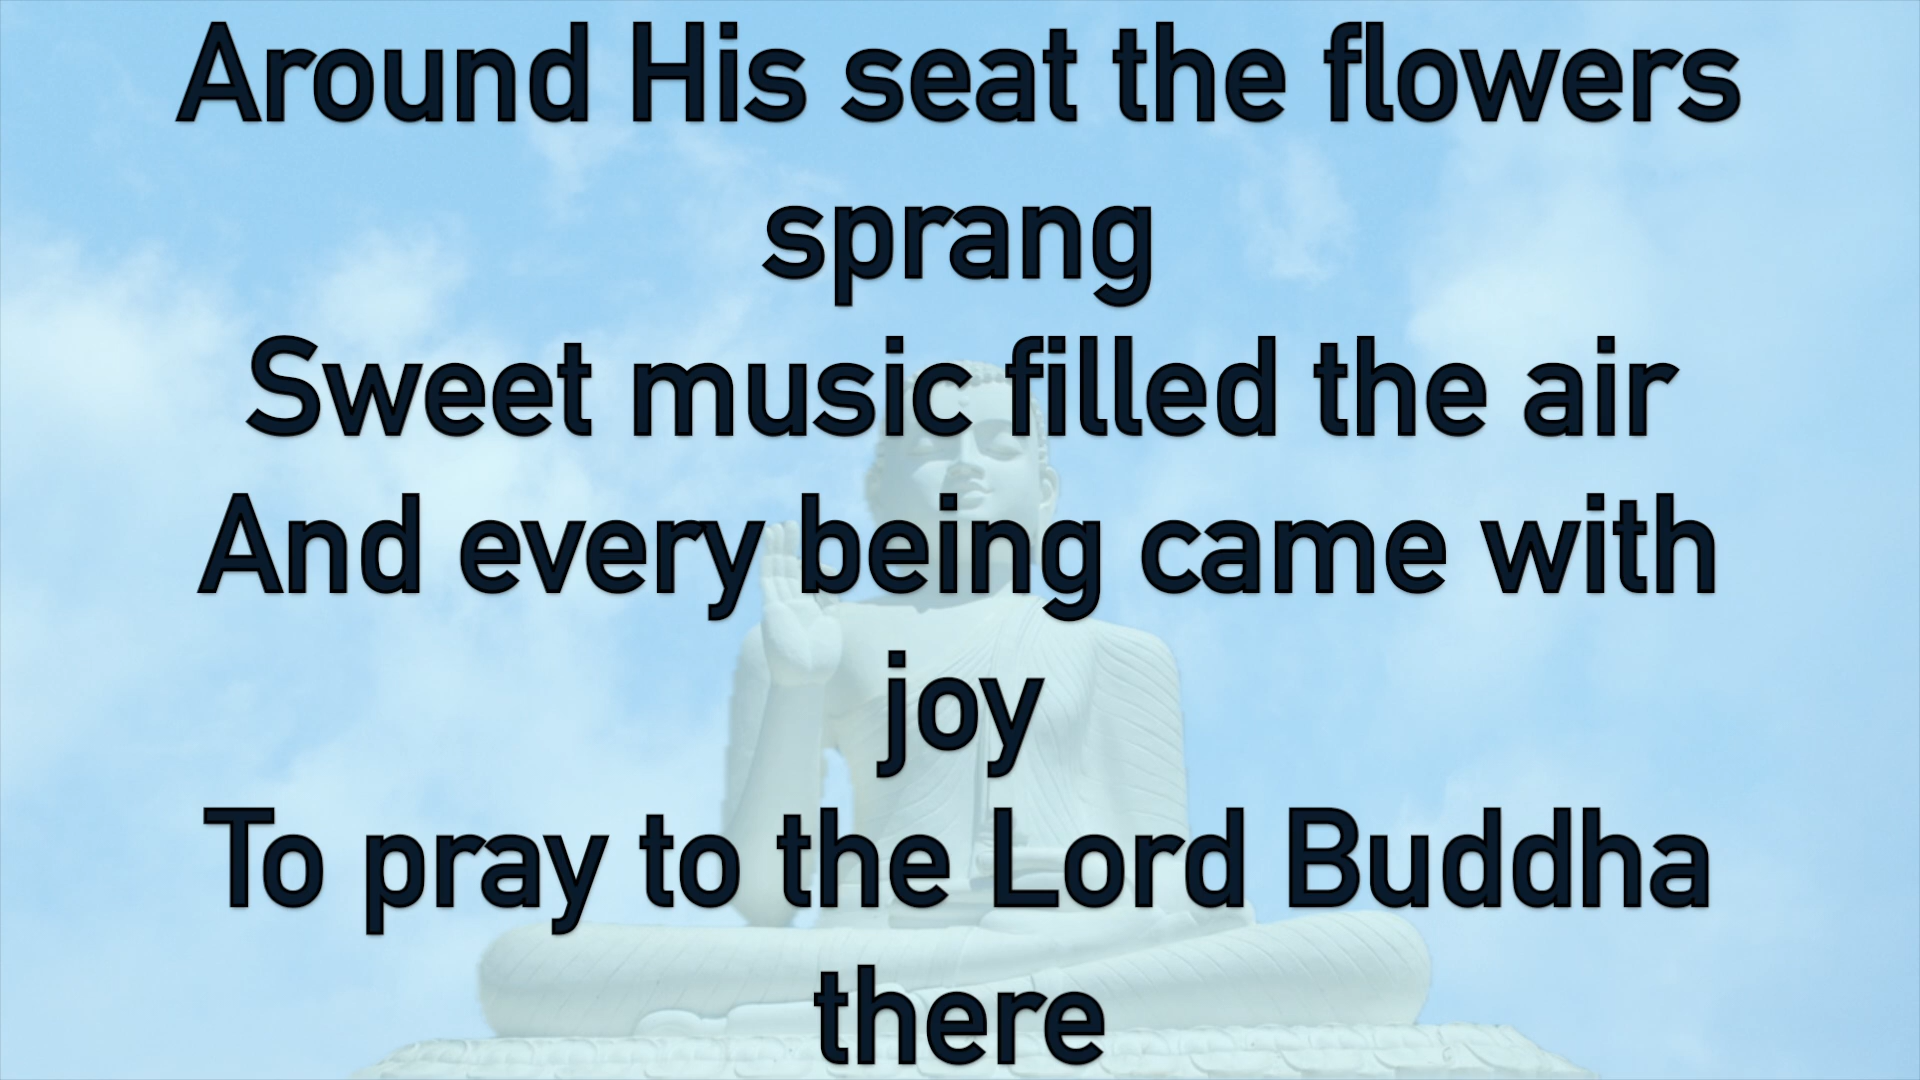 Around His seat the flowers
sprang
Sweet music filled the air
And every being came with
joy
To pray to the Lord Buddha
there